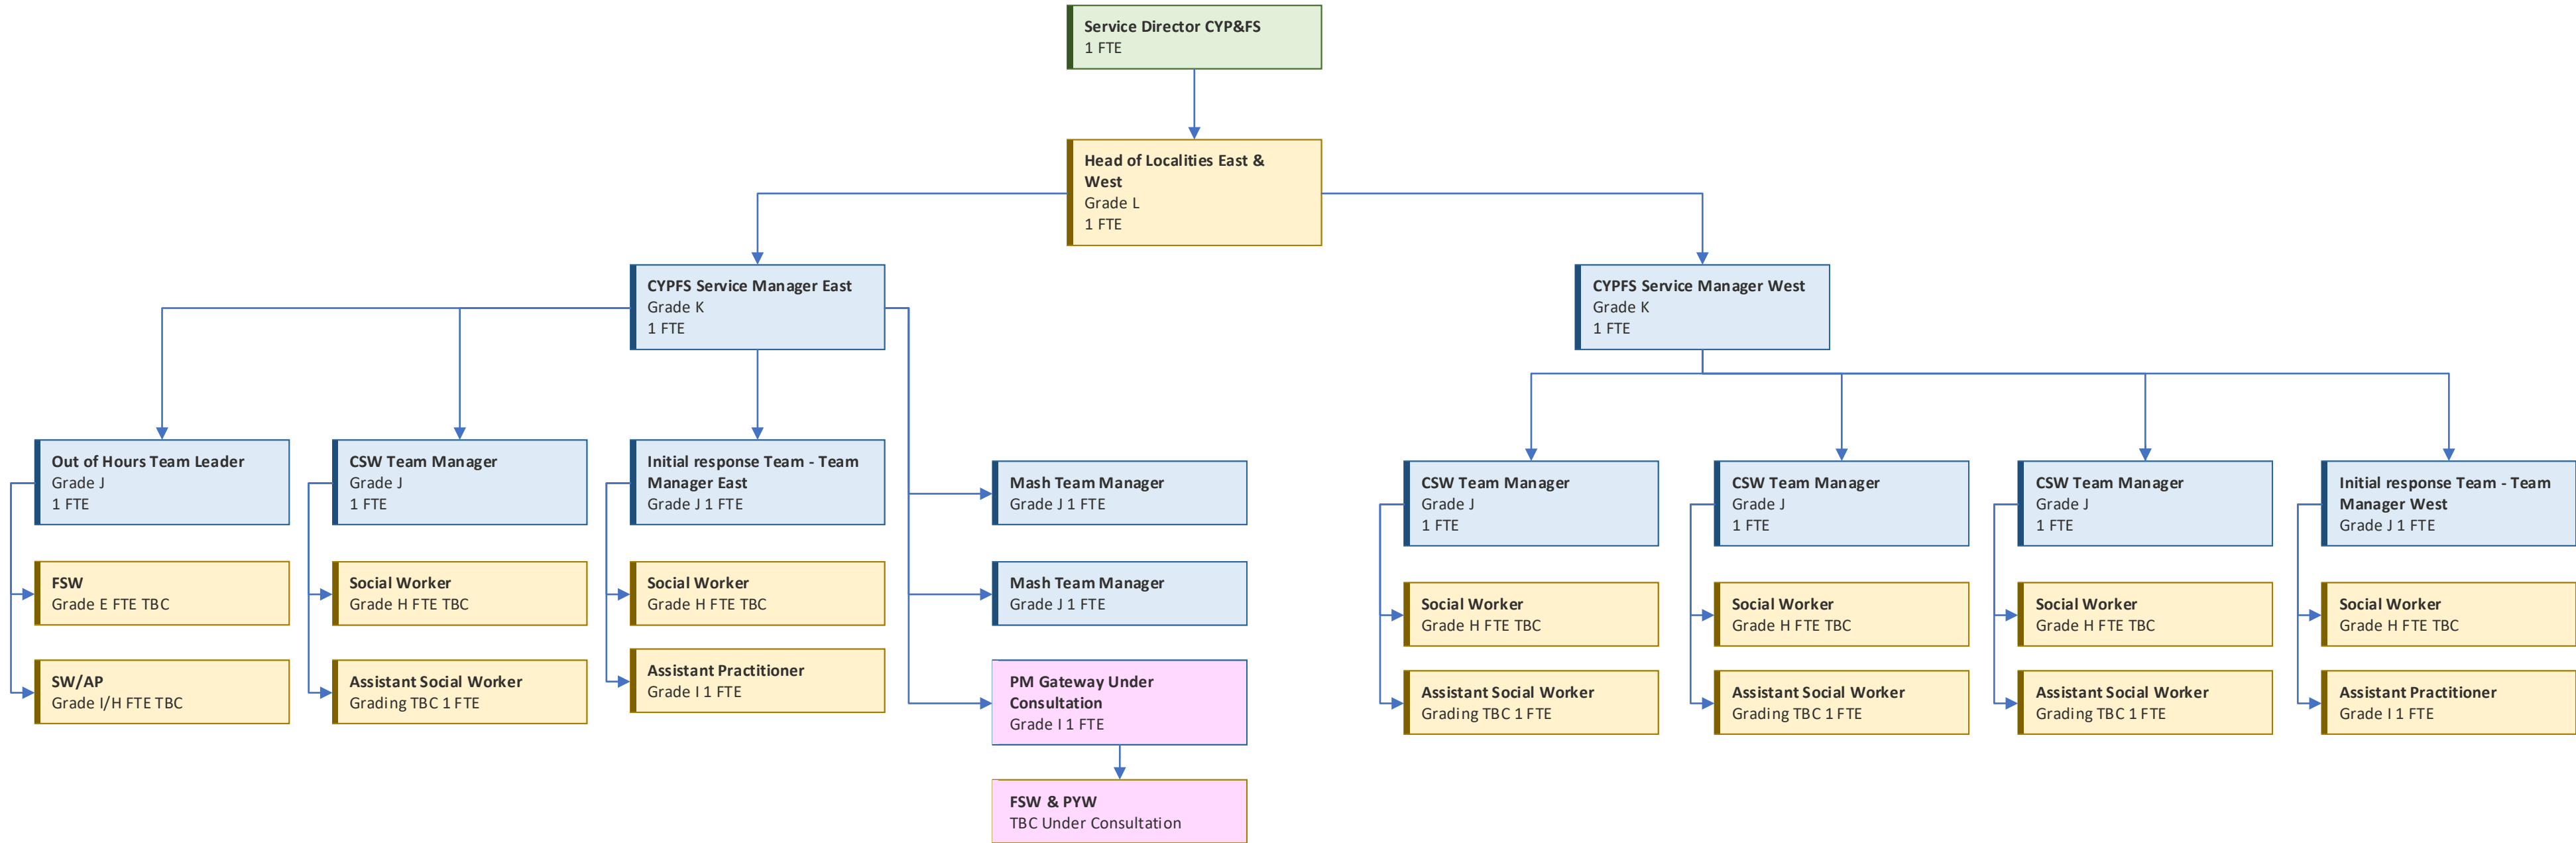 Service Director CYP&FS
1 FTE
Head of Localities East &
West
Grade L
1 FTE
CYPFS Service Manager East
Grade K
1 FTE
CYPFS Service Manager West
Grade K
1 FTE
Out of Hours Team Leader
Grade J
1 FTE
FSW
Grade E FTE TBC
SW/AP
Grade I/H FTE TBC
CSW Team Manager
Grade J
1 FTE
Social Worker
Grade H FTE TBC
Assistant Social Worker
Grading TBC 1 FTE
Initial response Team - Team
Manager East
Grade J 1 FTE
Social Worker
Grade H FTE TBC
Assistant Practitioner
Grade I 1 FTE
Mash Team Manager
Grade J 1 FTE
Mash Team Manager
Grade J 1 FTE
PM Gateway Under
Consultation
Grade I 1 FTE
FSW & PYW
TBC Under Consultation
CSW Team Manager
Grade J
1 FTE
Social Worker
Grade H FTE TBC
Assistant Social Worker
Grading TBC 1 FTE
CSW Team Manager
Grade J
1 FTE
Social Worker
Grade H FTE TBC
Assistant Social Worker
Grading TBC 1 FTE
CSW Team Manager
Grade J
1 FTE
Social Worker
Grade H FTE TBC
Assistant Social Worker
Grading TBC 1 FTE
Initial response Team - Team
Manager West
Grade J 1 FTE
Social Worker
Grade H FTE TBC
Assistant Practitioner
Grade I 1 FTE